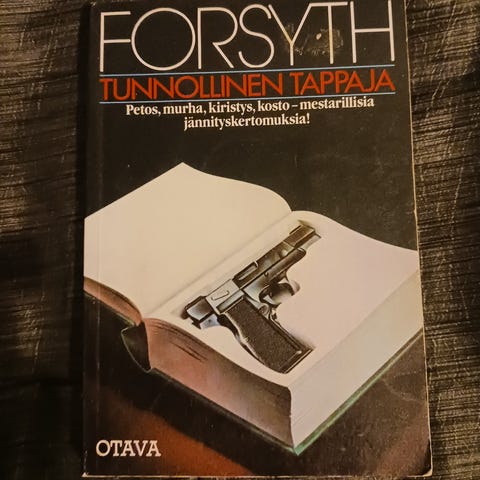 FORSYTH
TUNNOLLINEN TAPPAJA
Petos, murha, kiristys, kosto – mestarillisia
jännityskertomuksia!
OTAVA